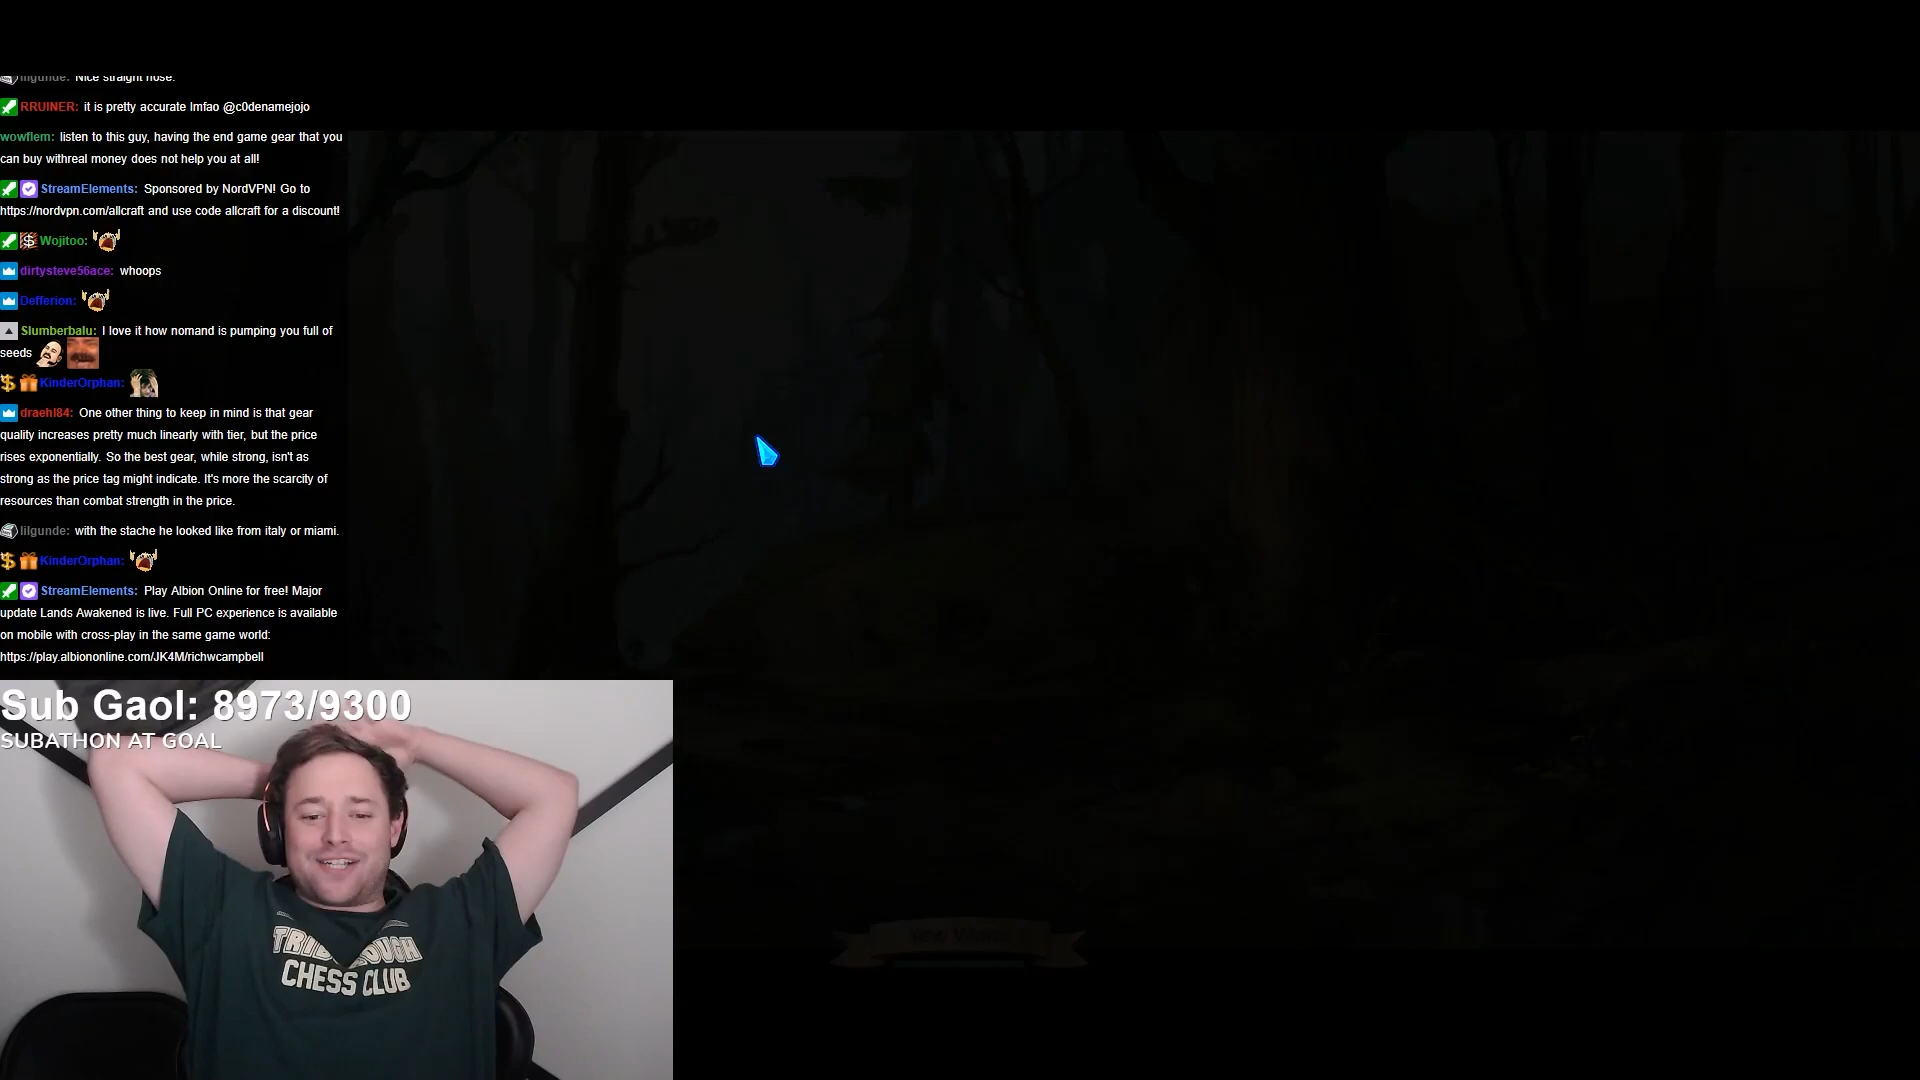 lilgunde: Nice straight nose.
RRUINER: it is pretty accurate lmfao @c0denamejojo
wowflem: listen to this guy, having the end game gear that you
can buy withreal money does not help you at all!
StreamElements: Sponsored by NordVPN! Go to
https://nordvpn.com/allcraft and use code allcraft for a discount!
Wojitoo:
dirtysteve56ace: whoops
Defferion:
Slumberbalu: I love it how nomand is pumping you full of
seeds
KinderOrphan:
draehl84: One other thing to keep in mind is that gear
quality increases pretty much linearly with tier, but the price
rises exponentially. So the best gear, while strong, isn't as
strong as the price tag might indicate. It's more the scarcity of
resources than combat strength in the price.
lilgunde: with the stache he looked like from italy or miami.
KinderOrphan:
StreamElements: Play Albion Online for free! Major
update Lands Awakened is live. Full PC experience is available
on mobile with cross-play in the same game world:
https://play.albiononline.com/JK4M/richwcampbell
Sub Gaol: 8973/9300
SUBATHON AT GOAL
CHESS CLUB